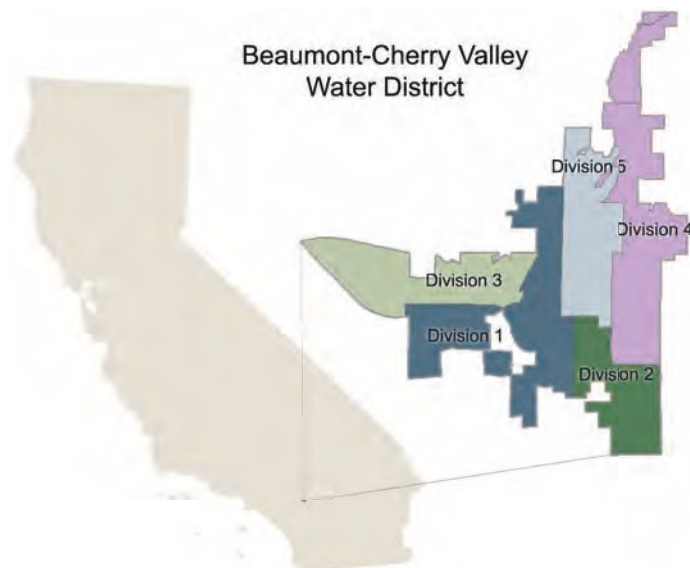 Beaumont-Cherry Valley
Water District
Division 5
Division 4
Division 3
Division 1
Division 2